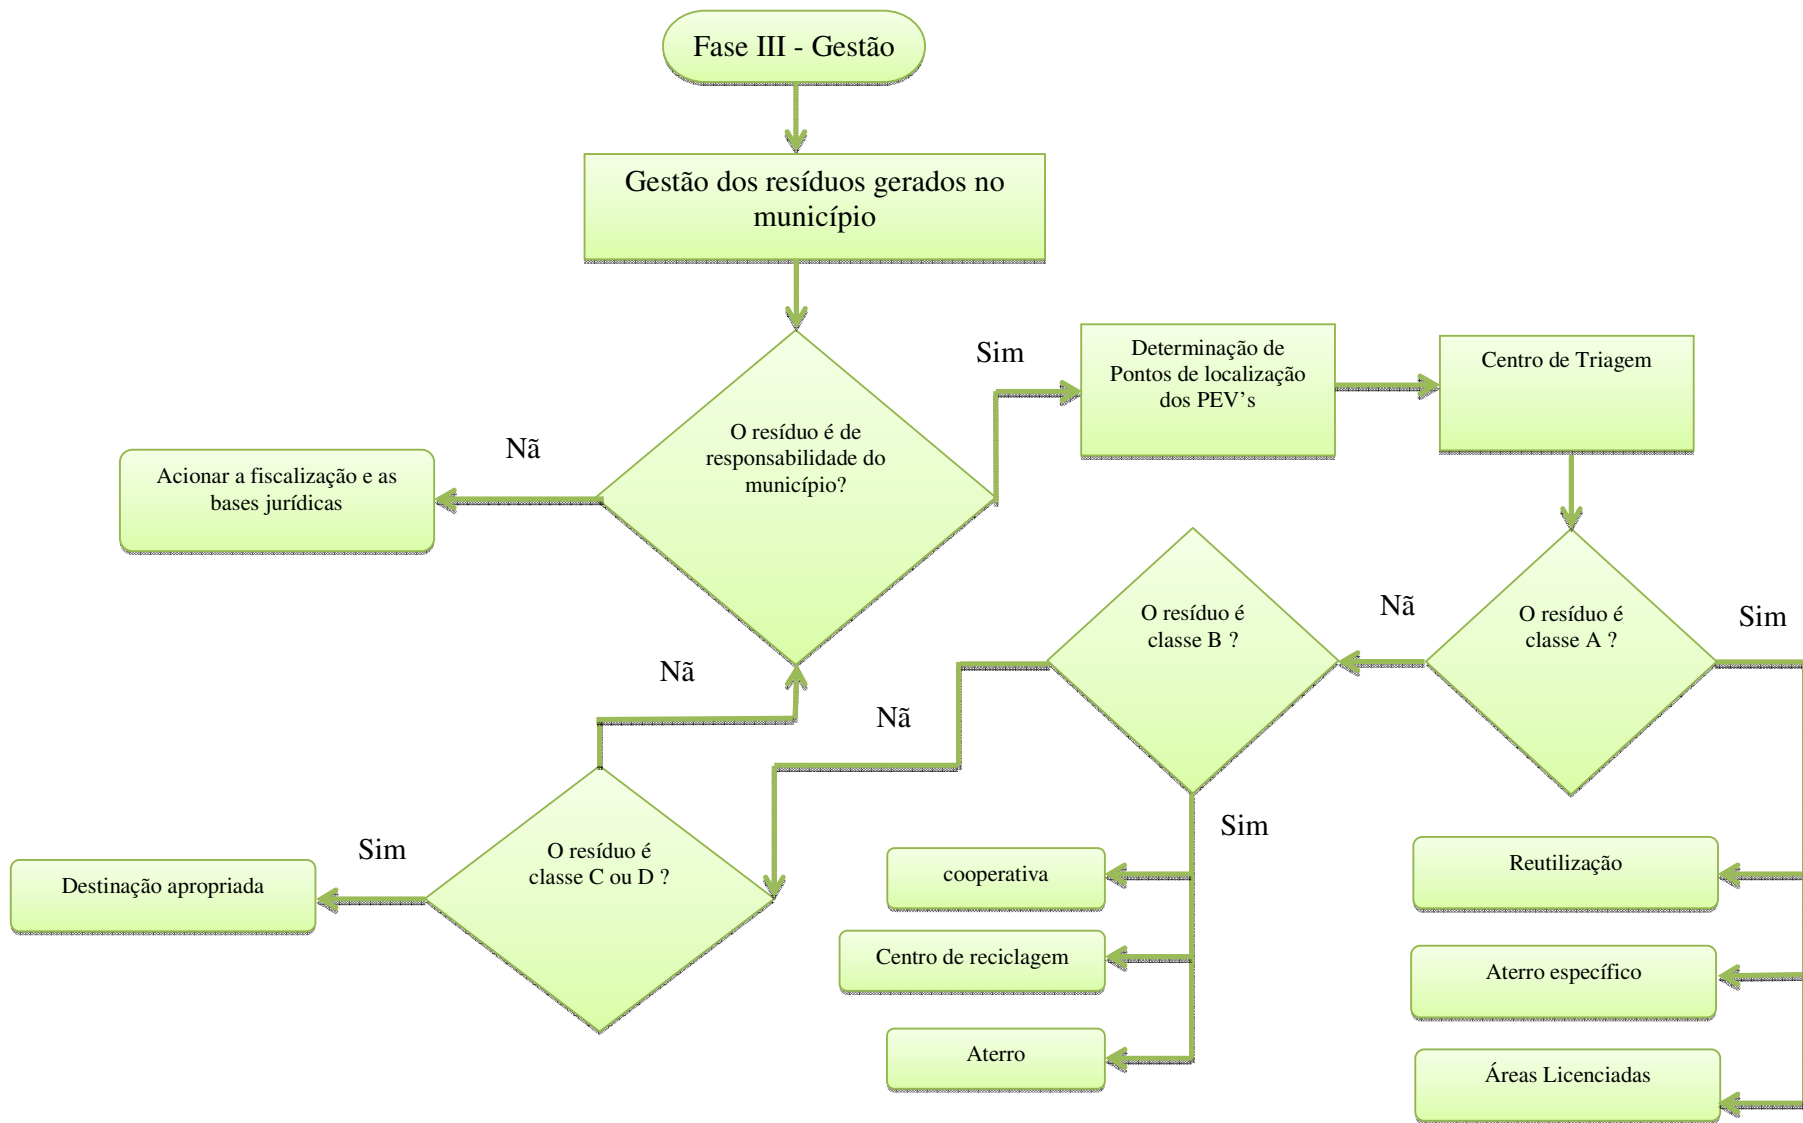 Fase III - Gestão
Gestão dos resíduos gerados no
município
Sim
Determinação de
Pontos de localização
dos PEV's
Centro de Triagem
O resíduo é de
responsabilidade do
município?
Nã
Acionar a fiscalização e as
bases jurídicas
O resíduo é
classe A ?
Sim
Nã
O resíduo é
classe B ?
Nã
Nã
Sim
O resíduo é
classe C ou D ?
Sim
Destinação apropriada
cooperativa
Centro de reciclagem
Aterro
Reutilização
Aterro específico
Áreas Licenciadas